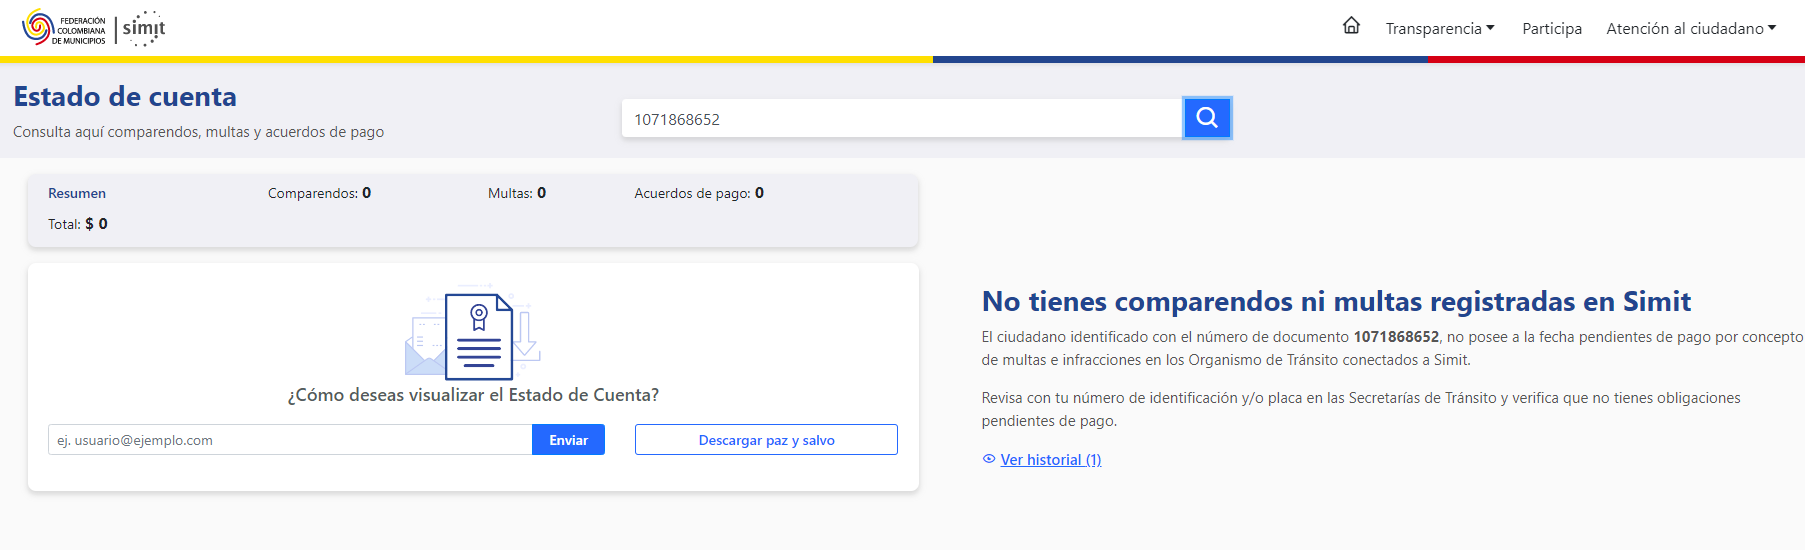 FEDERACIÓN
COLOMBIANA
DE MUNICIPIOS
simit
Transparencia
Participa
Atención al ciudadano
Estado de cuenta
Consulta aquí comparendos, multas y acuerdos de pago
1071868652
Resumen
Comparendos: 0
Multas: 0
Acuerdos de pago: 0
Total: $ 0
¿Cómo deseas visualizar el Estado de Cuenta?
ej. usuario@ejemplo.com
Enviar
Descargar paz y salvo
No tienes comparendos ni multas registradas en Simit
El ciudadano identificado con el número de documento 1071868652, no posee a la fecha pendientes de pago por concepto
de multas e infracciones en los Organismo de Tránsito conectados a Simit.
Revisa con tu número de identificación y/o placa en las Secretarías de Tránsito y verifica que no tienes obligaciones
pendientes de pago.
Ver historial (1)